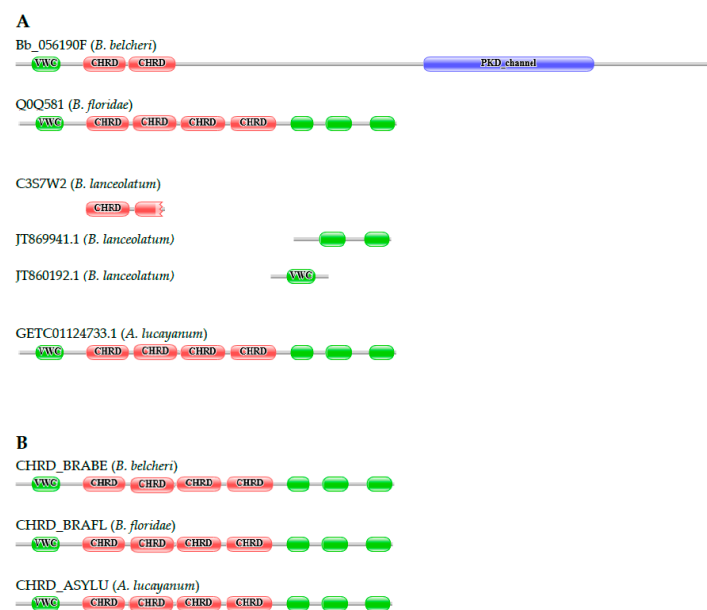 A
Bb_056190F (B. belcheri)
VWC CHRD CHRD PKD_channel
Q0Q581 (B. floridae)
VWC CHRD CHRD CHRD CHRD
C3S7W2 (B. lanceolatum)
CHRD
JT869941.1 (B. lanceolatum)
JT860192.1 (B. lanceolatum)
VWC
GETC01124733.1 (A. lucayanum)
VWC CHRD CHRD CHRD CHRD
B
CHRD_BRABE (B. belcheri)
VWC CHRD CHRD CHRD CHRD
CHRD_BRAFL (B. floridae)
VWC CHRD CHRD CHRD CHRD
CHRD_ASYLU (A. lucayanum)
VWC CHRD CHRD CHRD CHRD